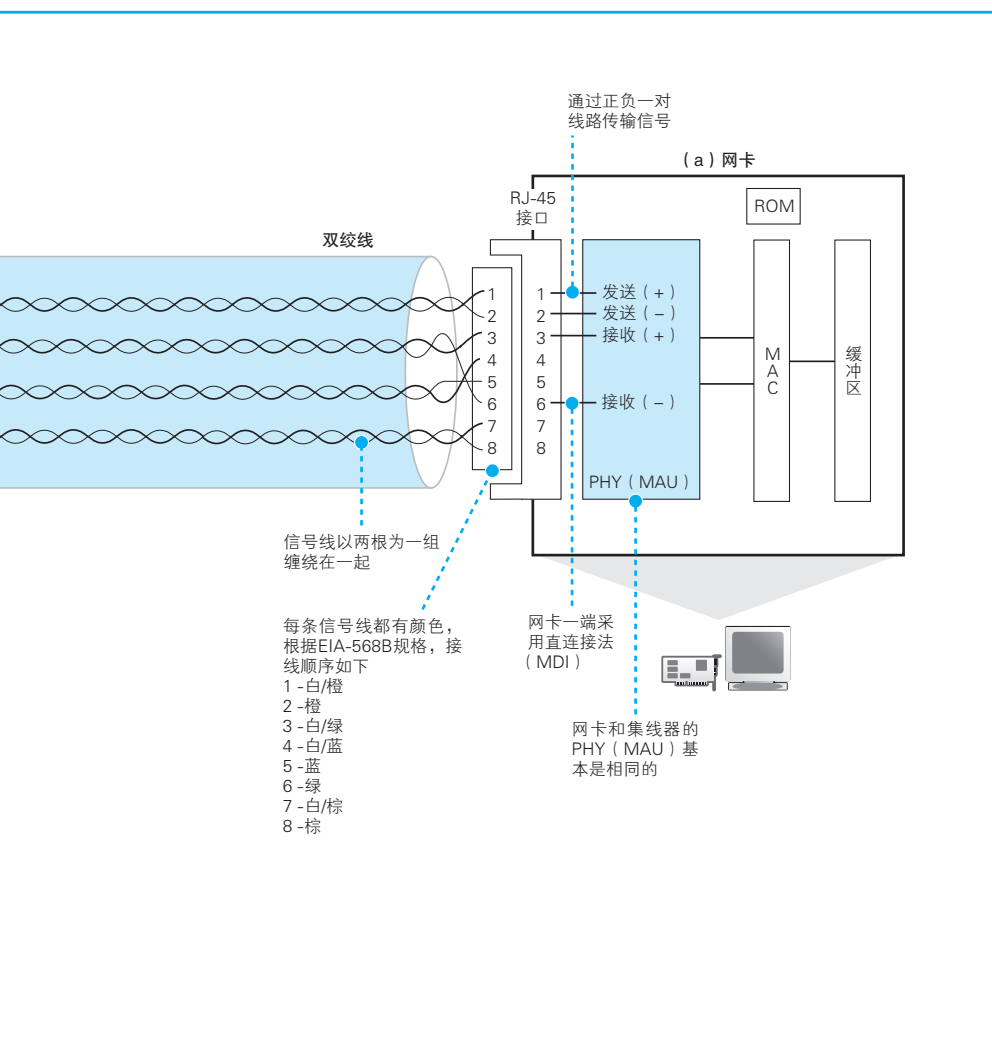 通过正负一对
线路传输信号
（a）网卡
RJ-45
接口
ROM
双绞线
1
2
3
4
5
6
7
8
1
2
3
4
5
6
7
8
发送（+）
发送（−）
接收（+）
接收（−）
PHY（MAU）
MAC
缓冲区
信号线以两根为一组
缠绕在一起
每条信号线都有颜色，
根据EIA-568B规格，接
线顺序如下
1 -白/橙
2 -橙
3 -白/绿
4 -白/蓝
5 -蓝
6 -绿
7 -白/棕
8 -棕
网卡一端采
用直连接法
（MDI）
网卡和集线器的
PHY（MAU）基
本是相同的